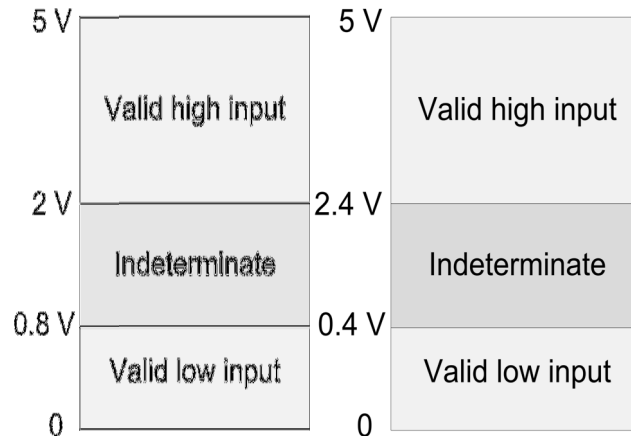 5 V
Valid high input
2 V
Indeterminate
0.8 V
Valid low input
0
5 V
Valid high input
2.4 V
Indeterminate
0.4 V
Valid low input
0